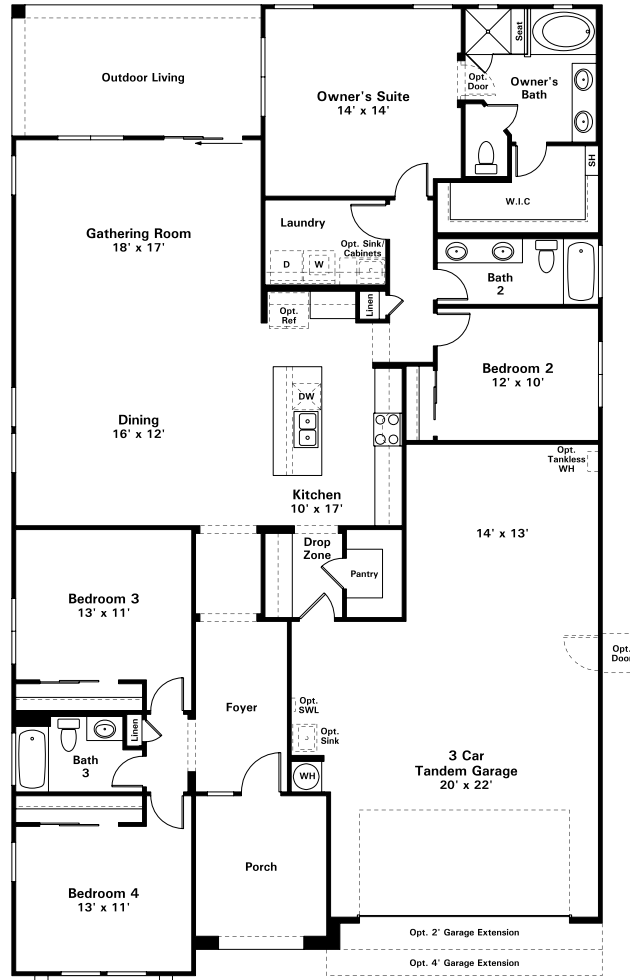 Outdoor Living
Owner's Suite
14' x 14'
Seat
Opt.
Door
Owner's
Bath
SH
W.I.C
Gathering Room
18' x 17'
Laundry
Opt. Sink/
Cabinets
D
W
Bath
2
Linen
Opt.
Ref
Bedroom 2
12' x 10'
DW
Dining
16' x 12'
Opt.
Tankless
WH
Kitchen
10' x 17'
Drop
Zone
Pantry
14' x 13'
Bedroom 3
13' x 11'
Opt.
Door
Foyer
Opt.
SWL
Opt.
Sink
Linen
Bath
3
WH
3 Car
Tandem Garage
20' x 22'
Porch
Bedroom 4
13' x 11'
Opt. 2' Garage Extension
Opt. 4' Garage Extension